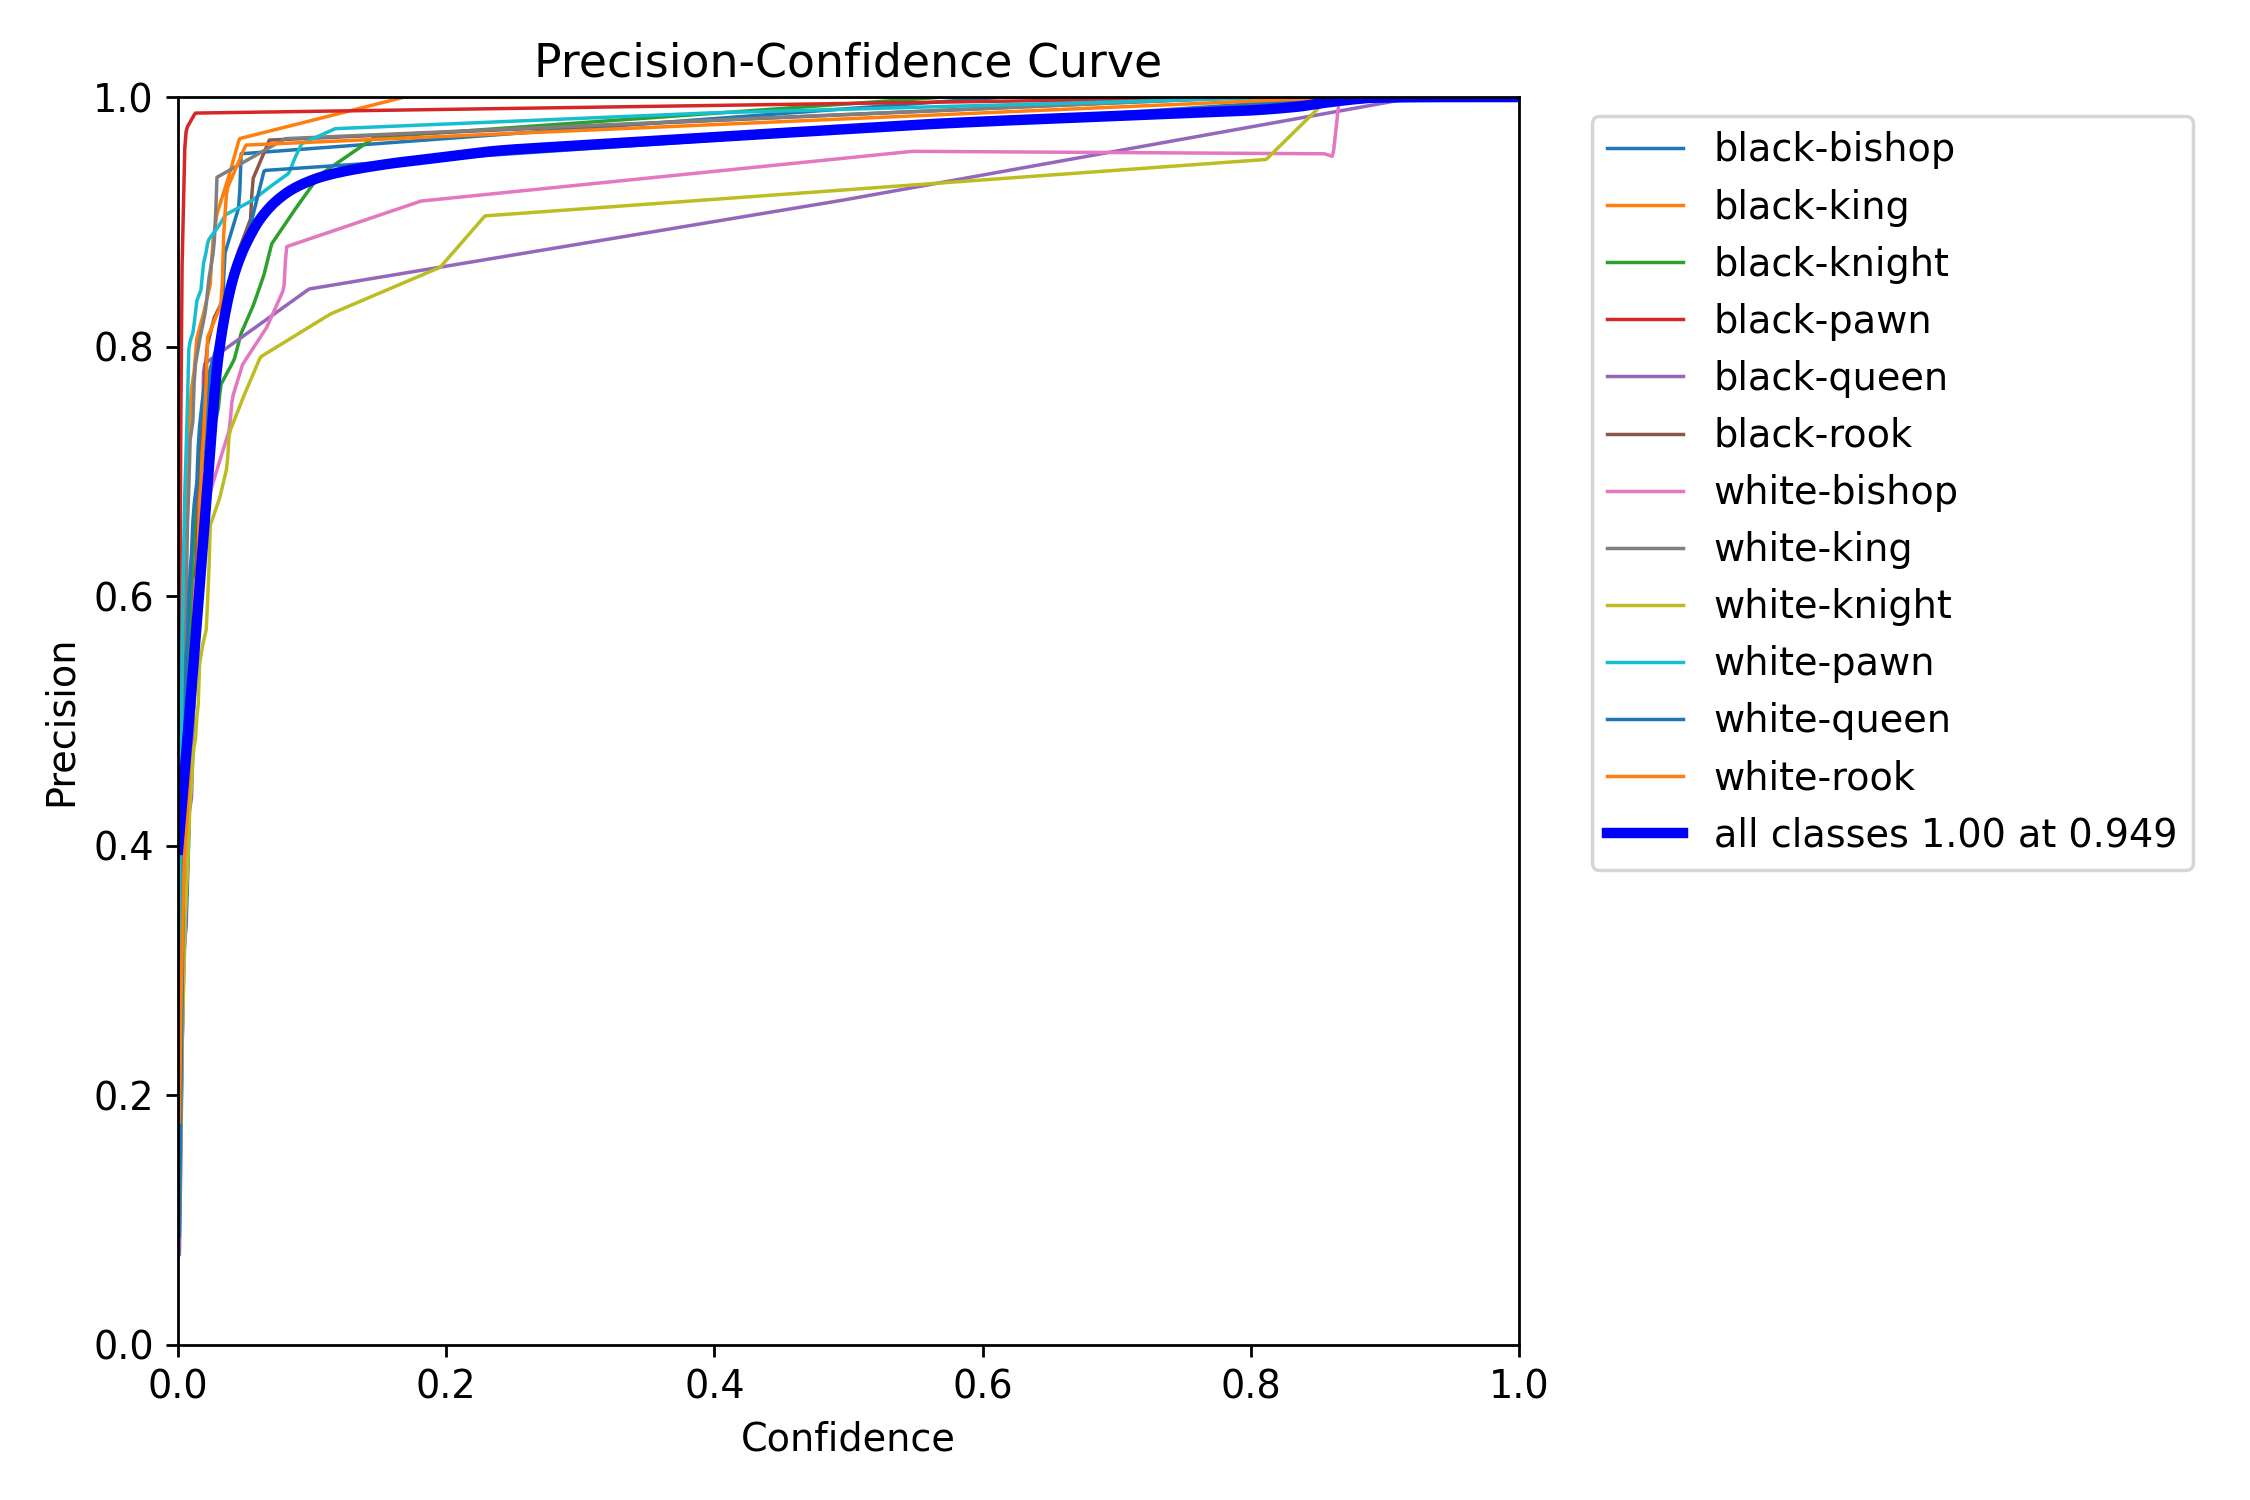 Precision-Confidence Curve
1.0
0.8
0.6
0.4
0.2
0.0
Precision
0.0 0.2 0.4 0.6 0.8 1.0
Confidence
black-bishop
black-king
black-knight
black-pawn
black-queen
black-rook
white-bishop
white-king
white-knight
white-pawn
white-queen
white-rook
all classes 1.00 at 0.949